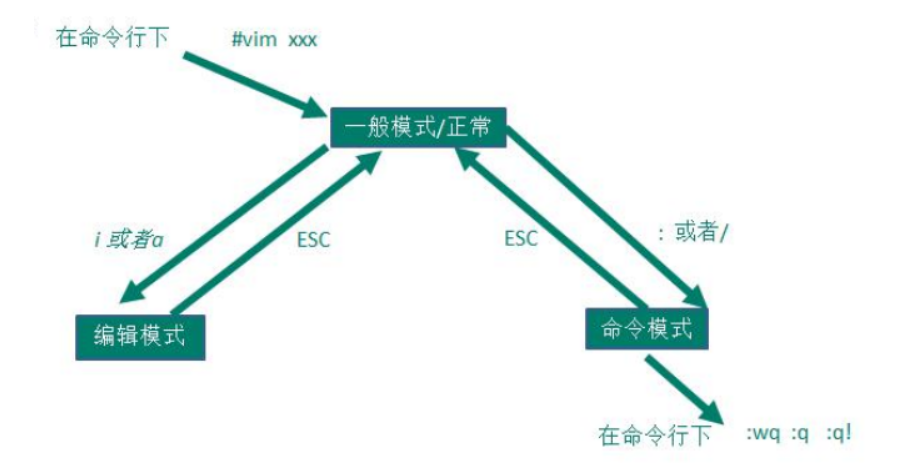 在命令行下 #vim xxx
一般模式/正常
i 或者a ESC ESC : 或者/
编辑模式 命令模式
在命令行下 :wq :q :q!